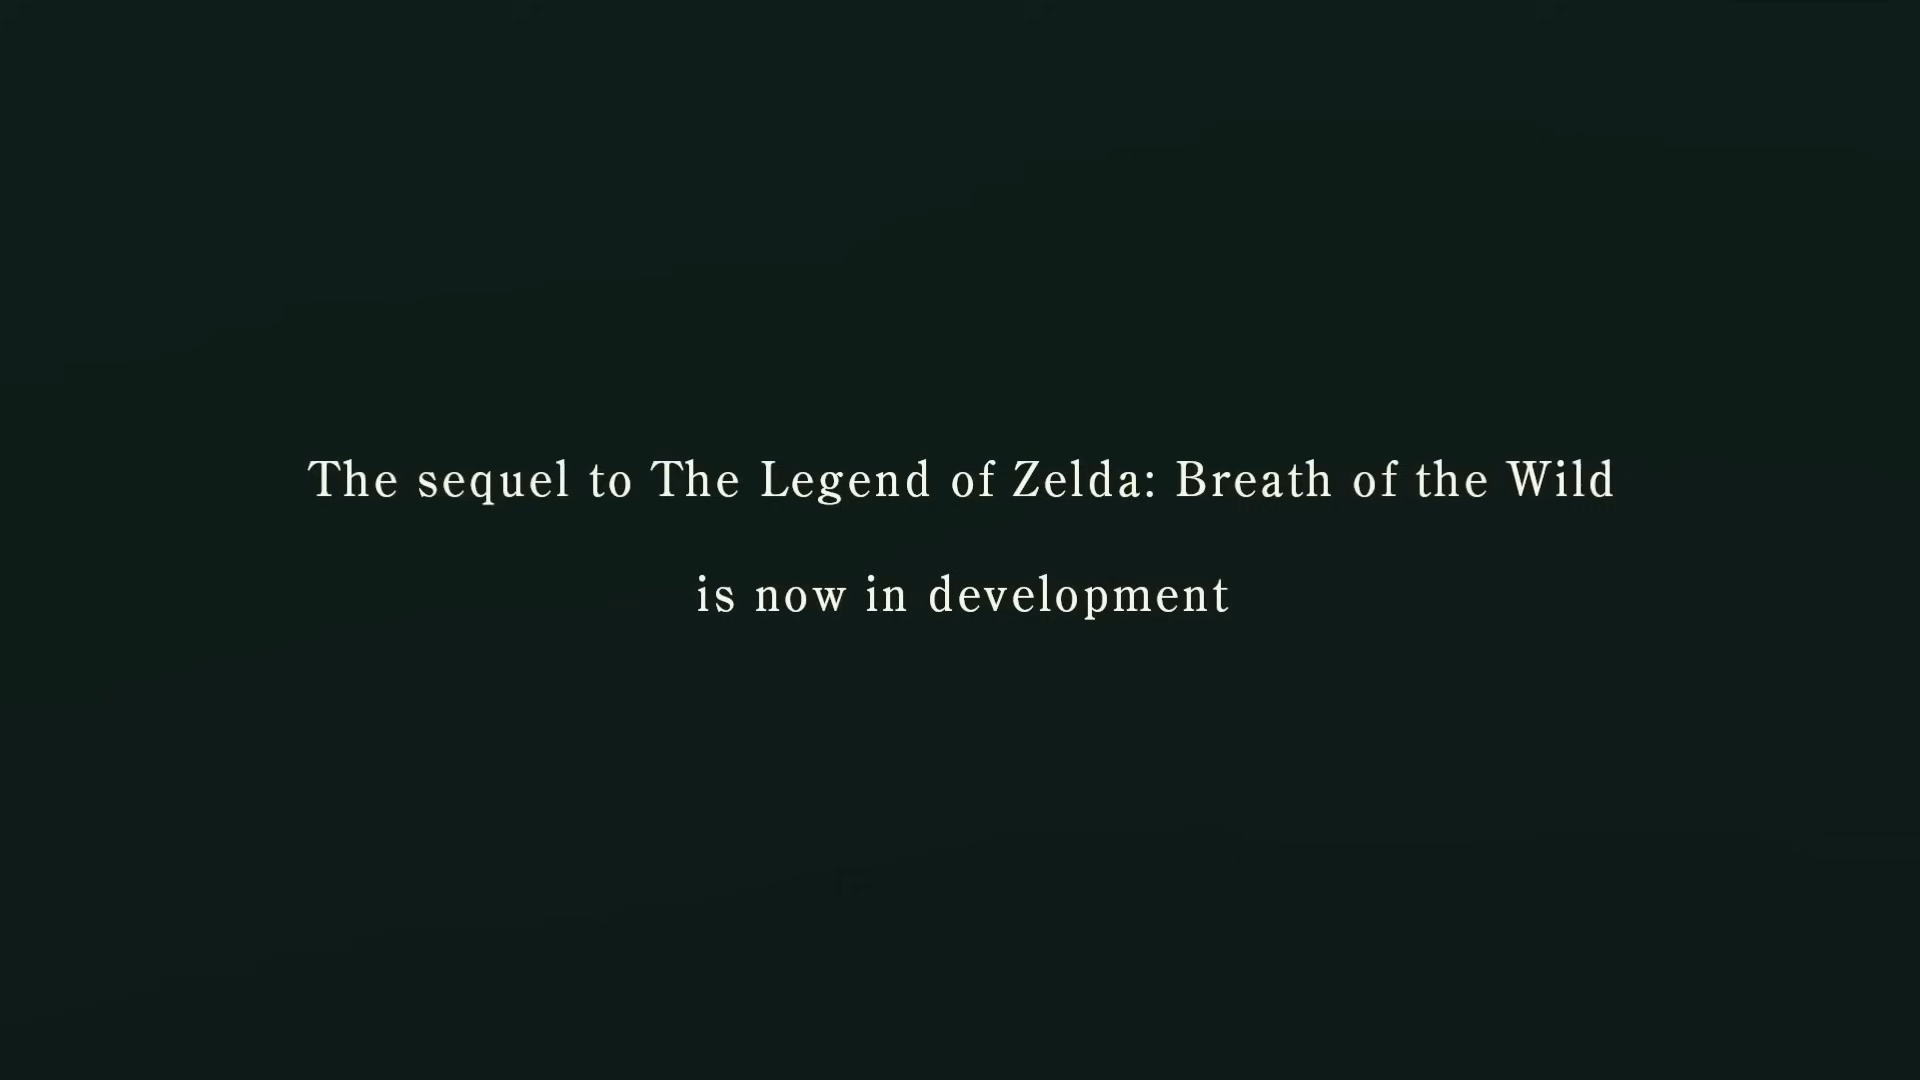 The sequel to The Legend of Zelda: Breath of the Wild
is now in development